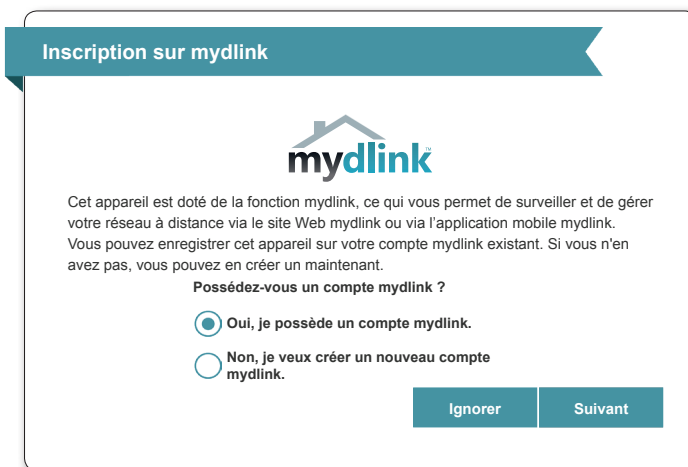 Inscription sur mydlink
mydlink™
Cet appareil est doté de la fonction mydlink, ce qui vous permet de surveiller et de gérer
votre réseau à distance via le site Web mydlink ou via l'application mobile mydlink.
Vous pouvez enregistrer cet appareil sur votre compte mydlink existant. Si vous n'en
avez pas, vous pouvez en créer un maintenant.
Possédez-vous un compte mydlink ?
Oui, je possède un compte mydlink.
Non, je veux créer un nouveau compte
mydlink.
Ignorer Suivant